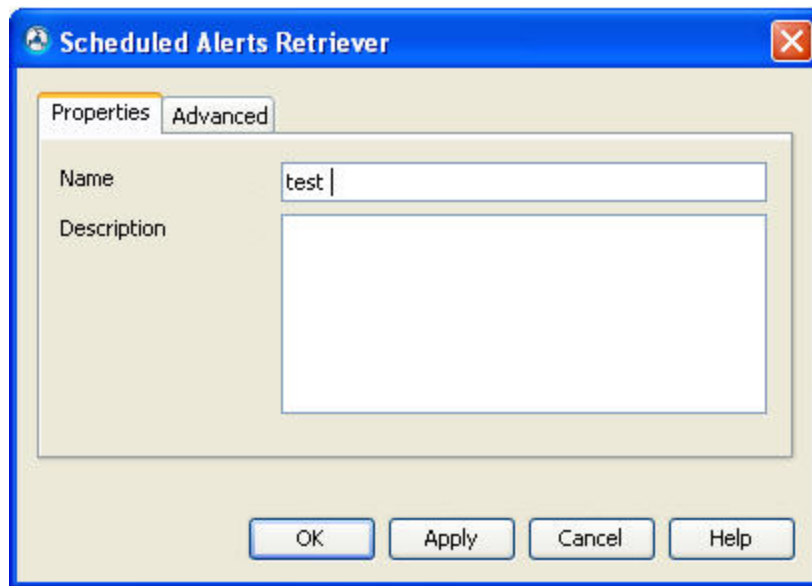 Scheduled Alerts Retriever
Properties Advanced
Name test
Description
OK Apply Cancel Help